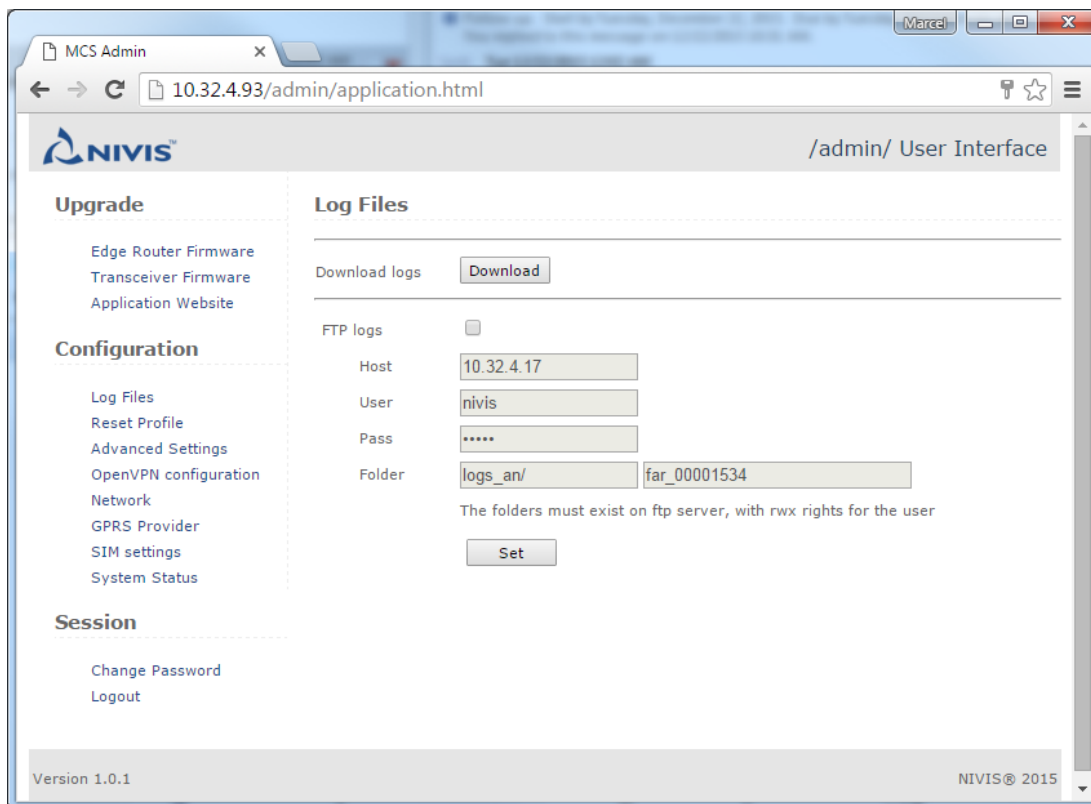 Marcel
MCS Admin
10.32.4.93/admin/application.html
NIVIS™
/admin/ User Interface
Upgrade
Edge Router Firmware
Transceiver Firmware
Application Website
Configuration
Log Files
Reset Profile
Advanced Settings
OpenVPN configuration
Network
GPRS Provider
SIM settings
System Status
Session
Change Password
Logout
Log Files
Download logs Download
FTP logs
Host 10.32.4.17
User nivis
Pass •••••
Folder logs_an/ far_00001534
The folders must exist on ftp server, with rwx rights for the user
Set
Version 1.0.1
NIVIS® 2015